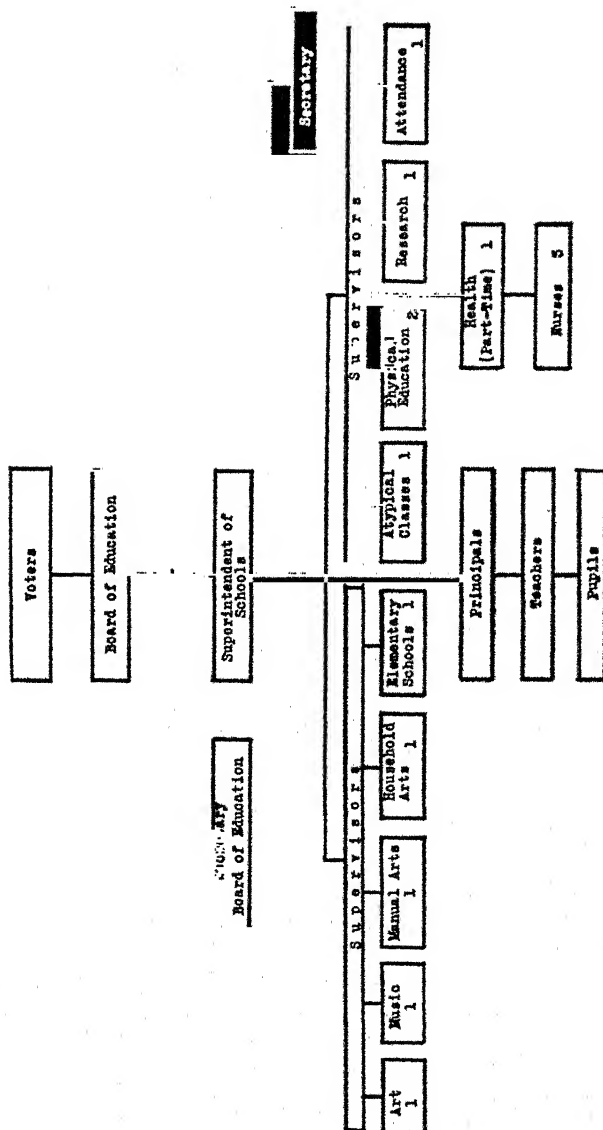 Voters
Board of Education
Board of Education
Superintendent of
Schools
Secretary
Supervisors
Supervisors
Art
1
Music
1
Manual Arts
1
Household
Arts 1
Elementary
Schools 1
Atypical
Classes 1
Physical
Education 2
Research 1
Attendance
1
Principals
Health
(Part-Time) 1
Teachers
Nurses 5
Pupils